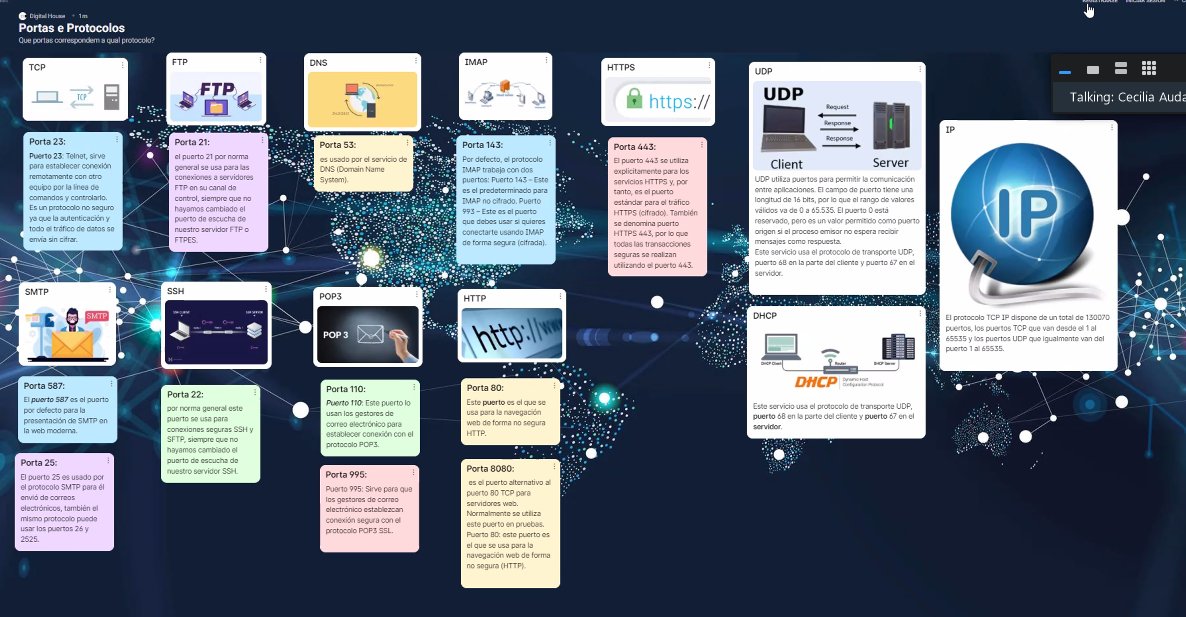 Digital House • 1m
Portas e Protocolos
Que portas correspondem a qual protocolo?
Talking: Cecilia Auda
TCP
TCP
Porta 23:
Puerto 23: Telnet, sirve
para establecer conexión
remotamente con otro
equipo por la línea de
comandos y controlarlo.
Es un protocolo no seguro
ya que la autenticación y
todo el tráfico de datos se
envía sin cifrar.
FTP
FTP
Porta 21:
el puerto 21 por norma
general se usa para las
conexiones a servidores
FTP en su canal de
control, siempre que no
hayamos cambiado el
puerto de escucha de
nuestro servidor FTP o
FTPES.
DNS
Porta 53:
es usado por el servicio de
DNS (Domain Name
System).
IMAP
Porta 143:
Por defecto, el protocolo
IMAP trabaja con dos
puertos: Puerto 143 – Este
es el predeterminado para
IMAP no cifrado. Puerto
993 – Este es el puerto
que debes usar si quieres
conectarte usando IMAP
de forma segura (cifrada).
HTTPS
https://
Porta 443:
El puerto 443 se utiliza
explícitamente para los
servicios HTTPS y, por
tanto, es el puerto
estándar para el tráfico
HTTPS (cifrado). También
se denomina puerto
HTTPS 443, por lo que
todas las transacciones
seguras se realizan
utilizando el puerto 443.
UDP
UDP
Request
Response
Response
Client
Server
UDP utiliza puertos para permitir la comunicación
entre aplicaciones. El campo de puerto tiene una
longitud de 16 bits, por lo que el rango de valores
válidos va de 0 a 65.535. El puerto 0 está
reservado, pero es un valor permitido como puerto
origen si el proceso emisor no espera recibir
mensajes como respuesta.
Este servicio usa el protocolo de transporte UDP,
puerto 68 en la parte del cliente y puerto 67 en el
servidor.
IP
IP
El protocolo TCP IP dispone de un total de 130070
puertos, los puertos TCP que van desde el 1 al
65535 y los puertos UDP que igualmente van del
puerto 1 al 65535.
SMTP
SMTP
Porta 587:
El puerto 587 es el puerto
por defecto para la
presentación de SMTP en
la web moderna.
Porta 25:
El puerto 25 es usado por
el protocolo SMTP para él
envió de correos
electrónicos, también el
mismo protocolo puede
usar los puertos 26 y
2525.
SSH
SSH CLIENT
SSH SERVER
Porta 22:
por norma general este
puerto se usa para
conexiones seguras SSH y
SFTP, siempre que no
hayamos cambiado el
puerto de escucha de
nuestro servidor SSH.
POP3
POP 3
Porta 110:
Puerto 110: Este puerto lo
usan los gestores de
correo electrónico para
establecer conexión con el
protocolo POP3.
Porta 995:
Puerto 995: Sirve para que
los gestores de correo
electrónico establezcan
conexión segura con el
protocolo POP3 SSL.
HTTP
http://www
Porta 80:
Este puerto es el que se
usa para la navegación
web de forma no segura
HTTP.
Porta 8080:
es el puerto alternativo al
puerto 80 TCP para
servidores web.
Normalmente se utiliza
este puerto en pruebas.
Puerto 80: este puerto es
el que se usa para la
navegación web de forma
no segura (HTTP).
DHCP
DHCP Client
Router
DHCP Server
DHCP
Dynamic Host
Configuration Protocol
Este servicio usa el protocolo de transporte UDP,
puerto 68 en la parte del cliente y puerto 67 en el
servidor.